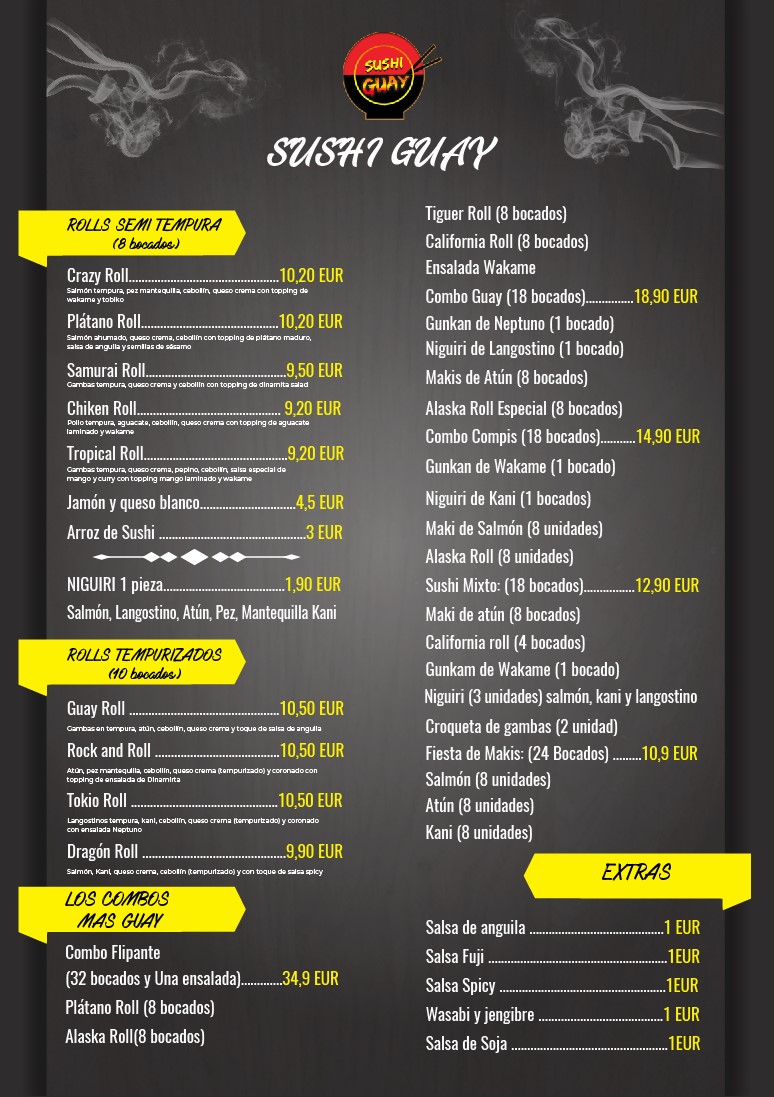 SUSHI
GUAY
SUSHI GUAY
ROLLS SEMI TEMPURA
(8 bocados)
Crazy Roll....................................10,20 EUR
Salmón tempura, pez mantequilla, cebollín, queso crema con topping de
wakame y tobiko
Plátano Roll.................................10,20 EUR
Salmón ahumado, queso crema, cebollín con topping de plátano maduro,
salsa de anguila y semillas de sésamo
Samurai Roll..................................9,50 EUR
Gambas tempura, queso crema y cebollín con topping de dinamita salad
Chiken Roll................................... 9,20 EUR
Pollo tempura, aguacate, cebollín, queso crema con topping de aguacate
laminado y wakame
Tropical Roll..................................9,20 EUR
Gambas tempura, queso crema, pepino, cebollín, salsa especial de
mango y curry con topping mango laminado y wakame
Jamón y queso blanco.......................4,5 EUR
Arroz de Sushi ...................................3 EUR
NIGUIRI 1 pieza.............................1,90 EUR
Salmón, Langostino, Atún, Pez, Mantequilla Kani
ROLLS TEMPURIZADOS
(10 bocados)
Guay Roll ....................................10,50 EUR
Gambas en tempura, atún, cebollín, queso crema y toque de salsa de anguila
Rock and Roll ..............................10,50 EUR
Atún, pez mantequilla, cebollín, queso crema (tempurizado) y coronado con
topping de ensalada de Dinamirta
Tokio Roll ...................................10,50 EUR
Langostinos tempura, kani, cebollín, queso crema (tempurizado) y coronado
con ensalada Neptuno
Dragón Roll ..................................9,90 EUR
Salmón, Kani, queso crema, cebollín (tempurizado) y con toque de salsa spicy
LOS COMBOS
MAS GUAY
Combo Flipante
(32 bocados y Una ensalada)............34,9 EUR
Plátano Roll (8 bocados)
Alaska Roll(8 bocados)
Tiguer Roll (8 bocados)
California Roll (8 bocados)
Ensalada Wakame
Combo Guay (18 bocados)..............18,90 EUR
Gunkan de Neptuno (1 bocado)
Niguiri de Langostino (1 bocado)
Makis de Atún (8 bocados)
Alaska Roll Especial (8 bocados)
Combo Compis (18 bocados)..........14,90 EUR
Gunkan de Wakame (1 bocado)
Niguiri de Kani (1 bocados)
Maki de Salmón (8 unidades)
Alaska Roll (8 unidades)
Sushi Mixto: (18 bocados)...............12,90 EUR
Maki de atún (8 bocados)
California roll (4 bocados)
Gunkam de Wakame (1 bocado)
Niguiri (3 unidades) salmón, kani y langostino
Croqueta de gambas (2 unidad)
Fiesta de Makis: (24 Bocados) .........10,9 EUR
Salmón (8 unidades)
Atún (8 unidades)
Kani (8 unidades)
EXTRAS
Salsa de anguila ................................1 EUR
Salsa Fuji ..........................................1EUR
Salsa Spicy .......................................1EUR
Wasabi y jengibre ..............................1 EUR
Salsa de Soja .....................................1EUR